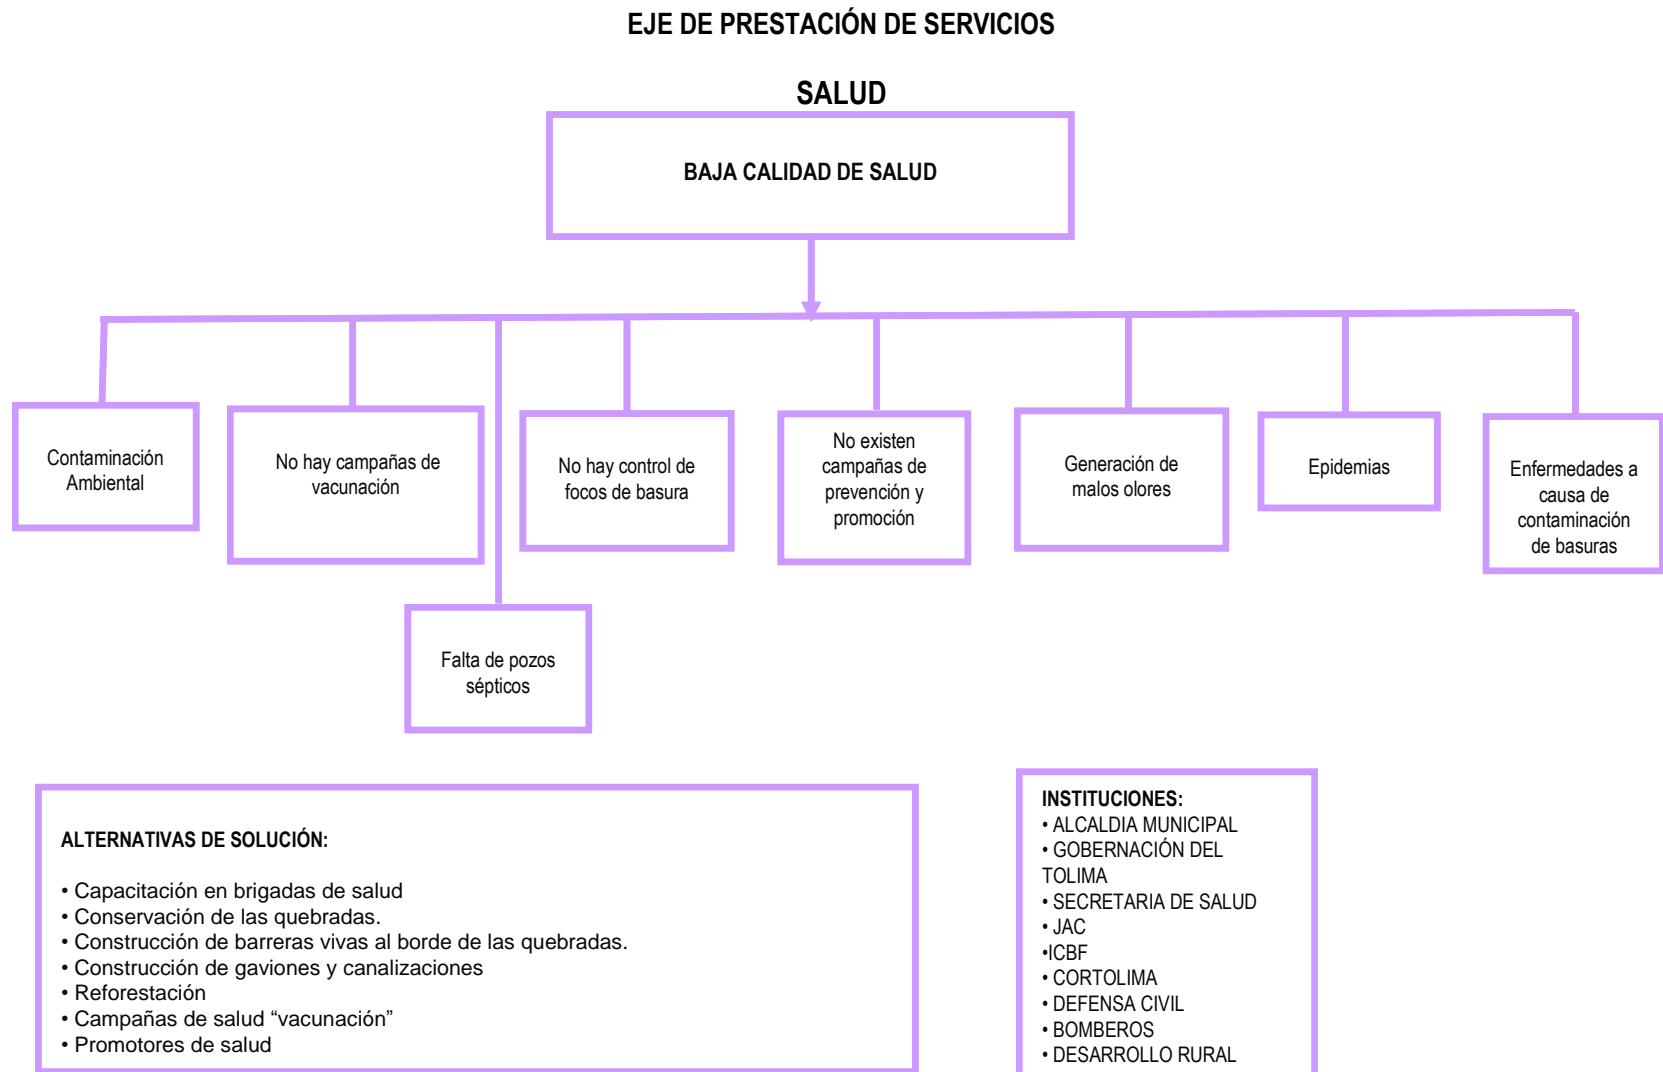 EJE DE PRESTACIÓN DE SERVICIOS
SALUD
BAJA CALIDAD DE SALUD
Contaminación
Ambiental
No hay campañas de
vacunación
No hay control de
focos de basura
No existen
campañas de
prevención y
promoción
Generación de
malos olores
Epidemias
Enfermedades a
causa de
contaminación
de basuras
Falta de pozos
sépticos
ALTERNATIVAS DE SOLUCIÓN:
• Capacitación en brigadas de salud
• Conservación de las quebradas.
• Construcción de barreras vivas al borde de las quebradas.
• Construcción de gaviones y canalizaciones
• Reforestación
• Campañas de salud “vacunación”
• Promotores de salud
INSTITUCIONES:
• ALCALDIA MUNICIPAL
• GOBERNACIÓN DEL
TOLIMA
• SECRETARIA DE SALUD
• JAC
•ICBF
• CORTOLIMA
• DEFENSA CIVIL
• BOMBEROS
• DESARROLLO RURAL